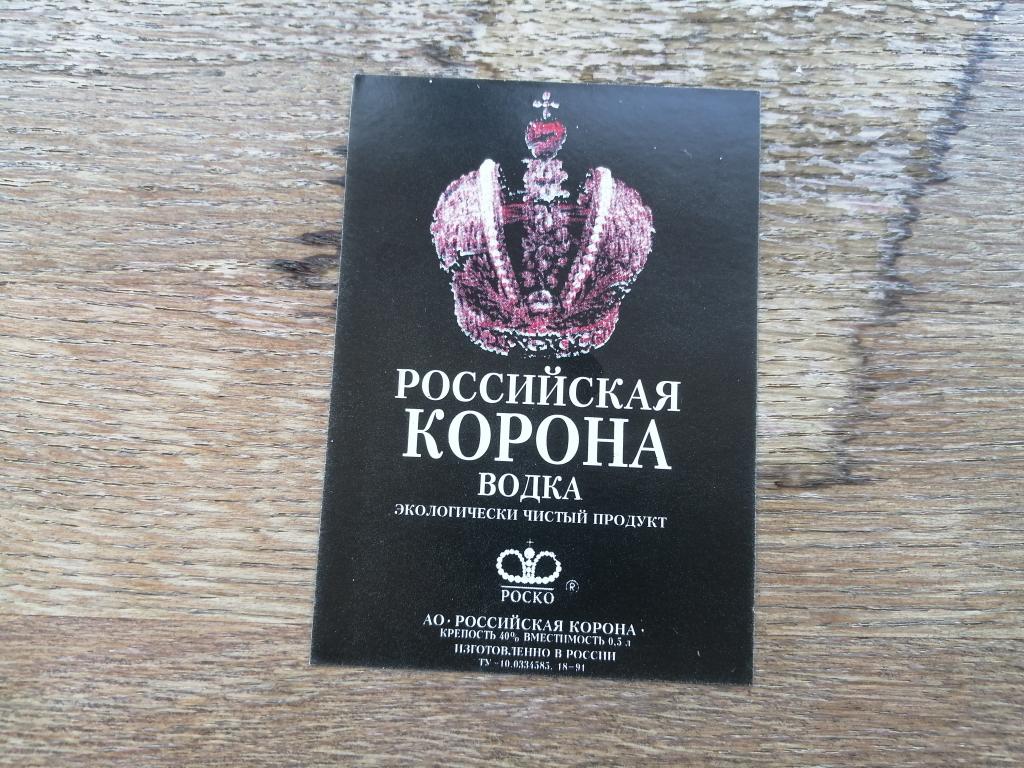 РОССИЙСКАЯ
КОРОНА
ВОДКА
ЭКОЛОГИЧЕСКИ ЧИСТЫЙ ПРОДУКТ
РОСКО ®
АО · РОССИЙСКАЯ КОРОНА ·
КРЕПОСТЬ 40% ВМЕСТИМОСТЬ 0,5 л
ИЗГОТОВЛЕННО В РОССИИ
ТУ -10.0334585. 18-91